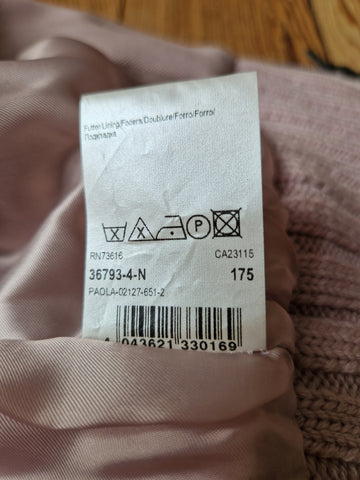 Futter/Lining/Fodera/Doublure/Forro/Forro/
Подкладка
P
RN73616 CA23115
36793-4-N 175
PAOLA-02127-651-2
4 043621 330169